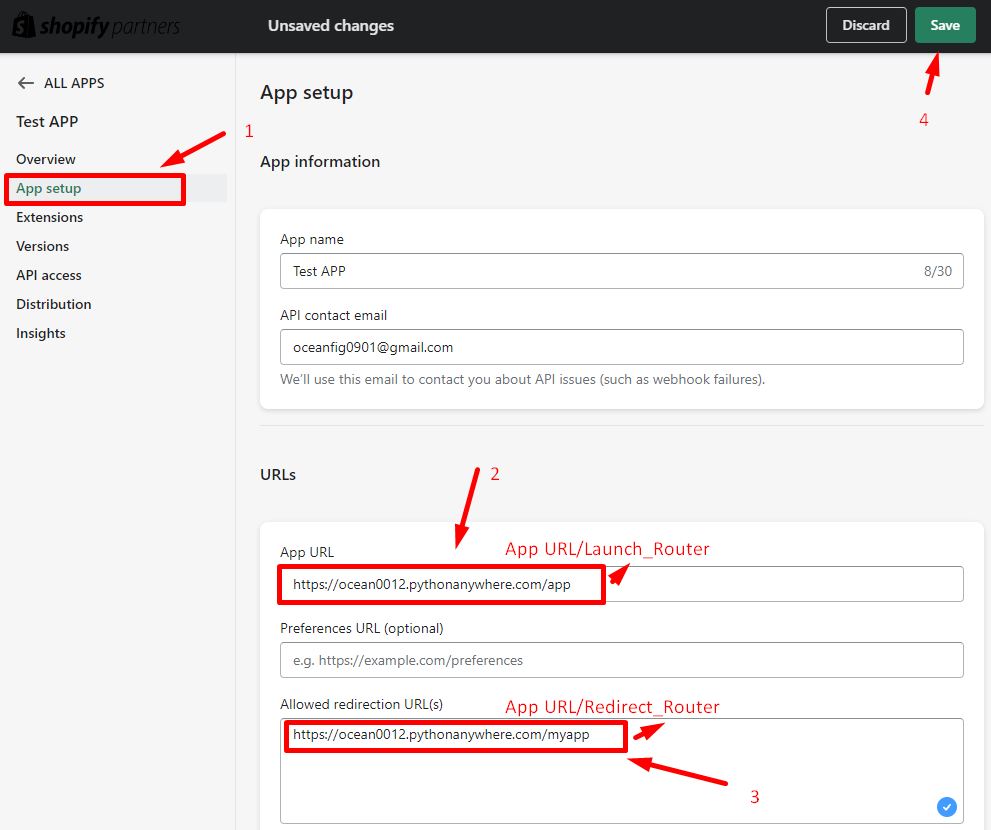 shopify partners
Unsaved changes
Discard
Save
4
ALL APPS
Test APP
1
Overview
App setup
Extensions
Versions
API access
Distribution
Insights
App setup
App information
App name
Test APP
8/30
API contact email
oceanfig0901@gmail.com
We'll use this email to contact you about API issues (such as webhook failures).
URLs
2
App URL
App URL/Launch_Router
https://ocean0012.pythonanywhere.com/app
Preferences URL (optional)
e.g. https://example.com/preferences
Allowed redirection URL(s)
App URL/Redirect_Router
https://ocean0012.pythonanywhere.com/myapp
3